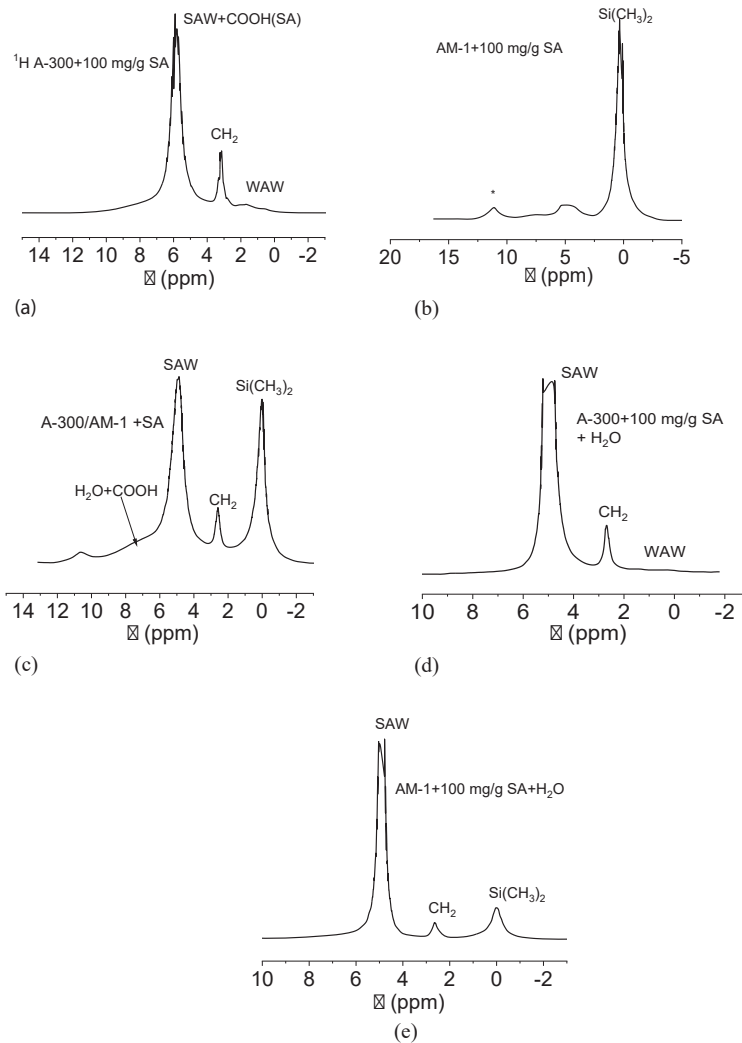 SAW+COOH(SA)
¹H A-300+100 mg/g SA
CH₂
WAW
14 12 10 8 6 4 2 0 -2
(ppm)
(a)
Si(CH₃)₂
AM-1+100 mg/g SA
*
20 15 10 5 0 -5
(ppm)
(b)
SAW
Si(CH₃)₂
A-300/AM-1 +SA
H₂O+COOH
CH₂
14 12 10 8 6 4 2 0 -2
(ppm)
(c)
SAW
A-300+100 mg/g SA
+ H₂O
CH₂
WAW
10 8 6 4 2 0 -2
(ppm)
(d)
SAW
AM-1+100 mg/g SA+H₂O
CH₂
Si(CH₃)₂
10 8 6 4 2 0 -2
(ppm)
(e)